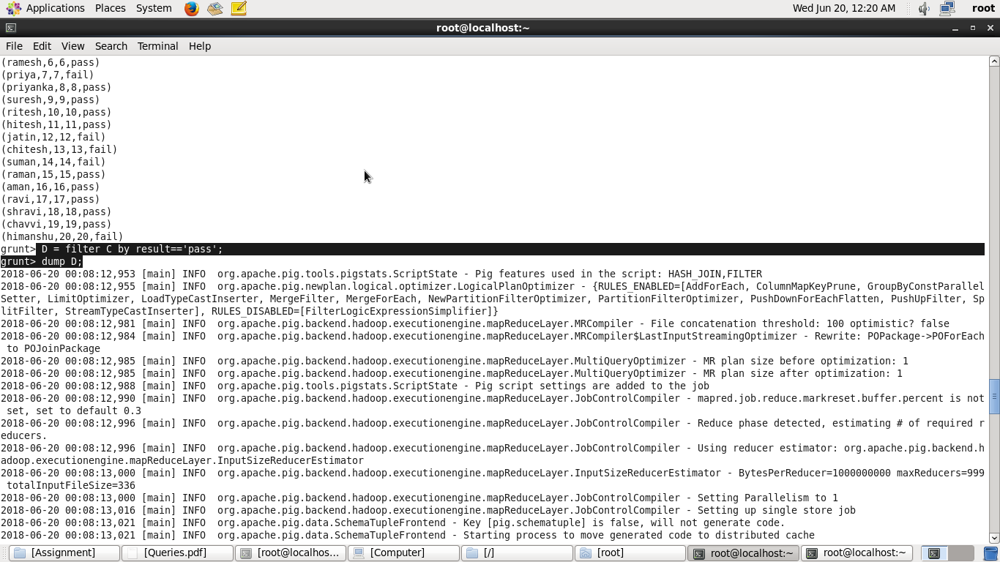 Applications Places System Wed Jun 20, 12:20 AM root
root@localhost:~
File Edit View Search Terminal Help
(ramesh,6,6,pass)
(priya,7,7,fail)
(priyanka,8,8,pass)
(suresh,9,9,pass)
(ritesh,10,10,pass)
(hitesh,11,11,pass)
(jatin,12,12,fail)
(chitesh,13,13,fail)
(suman,14,14,fail)
(raman,15,15,pass)
(aman,16,16,pass)
(ravi,17,17,pass)
(shravi,18,18,pass)
(chavvi,19,19,pass)
(himanshu,20,20,fail)
grunt> D = filter C by result=='pass';
grunt> dump D;
2018-06-20 00:08:12,953 [main] INFO  org.apache.pig.tools.pigstats.ScriptState - Pig features used in the script: HASH_JOIN,FILTER
2018-06-20 00:08:12,955 [main] INFO  org.apache.pig.newplan.logical.optimizer.LogicalPlanOptimizer - {RULES_ENABLED=[AddForEach, ColumnMapKeyPrune, GroupByConstParallel
Setter, LimitOptimizer, LoadTypeCastInserter, MergeFilter, MergeForEach, NewPartitionFilterOptimizer, PartitionFilterOptimizer, PushDownForEachFlatten, PushUpFilter, Sp
litFilter, StreamTypeCastInserter], RULES_DISABLED=[FilterLogicExpressionSimplifier]}
2018-06-20 00:08:12,981 [main] INFO  org.apache.pig.backend.hadoop.executionengine.mapReduceLayer.MRCompiler - File concatenation threshold: 100 optimistic? false
2018-06-20 00:08:12,984 [main] INFO  org.apache.pig.backend.hadoop.executionengine.mapReduceLayer.MRCompiler$LastInputStreamingOptimizer - Rewrite: POPackage->POForEach
 to POJoinPackage
2018-06-20 00:08:12,985 [main] INFO  org.apache.pig.backend.hadoop.executionengine.mapReduceLayer.MultiQueryOptimizer - MR plan size before optimization: 1
2018-06-20 00:08:12,985 [main] INFO  org.apache.pig.backend.hadoop.executionengine.mapReduceLayer.MultiQueryOptimizer - MR plan size after optimization: 1
2018-06-20 00:08:12,988 [main] INFO  org.apache.pig.tools.pigstats.ScriptState - Pig script settings are added to the job
2018-06-20 00:08:12,990 [main] INFO  org.apache.pig.backend.hadoop.executionengine.mapReduceLayer.JobControlCompiler - mapred.job.reduce.markreset.buffer.percent is not
 set, set to default 0.3
2018-06-20 00:08:12,996 [main] INFO  org.apache.pig.backend.hadoop.executionengine.mapReduceLayer.JobControlCompiler - Reduce phase detected, estimating # of required r
educers.
2018-06-20 00:08:12,996 [main] INFO  org.apache.pig.backend.hadoop.executionengine.mapReduceLayer.JobControlCompiler - Using reducer estimator: org.apache.pig.backend.h
adoop.executionengine.mapReduceLayer.InputSizeReducerEstimator
2018-06-20 00:08:13,000 [main] INFO  org.apache.pig.backend.hadoop.executionengine.mapReduceLayer.InputSizeReducerEstimator - BytesPerReducer=1000000000 maxReducers=999
 totalInputFileSize=336
2018-06-20 00:08:13,000 [main] INFO  org.apache.pig.backend.hadoop.executionengine.mapReduceLayer.JobControlCompiler - Setting Parallelism to 1
2018-06-20 00:08:13,016 [main] INFO  org.apache.pig.backend.hadoop.executionengine.mapReduceLayer.JobControlCompiler - Setting up single store job
2018-06-20 00:08:13,021 [main] INFO  org.apache.pig.data.SchemaTupleFrontend - Key [pig.schematuple] is false, will not generate code.
2018-06-20 00:08:13,021 [main] INFO  org.apache.pig.data.SchemaTupleFrontend - Starting process to move generated code to distributed cache
[Assignment] [Queries.pdf] [root@localhos... [Computer] [/] [root] root@localhost:~ root@localhost:~